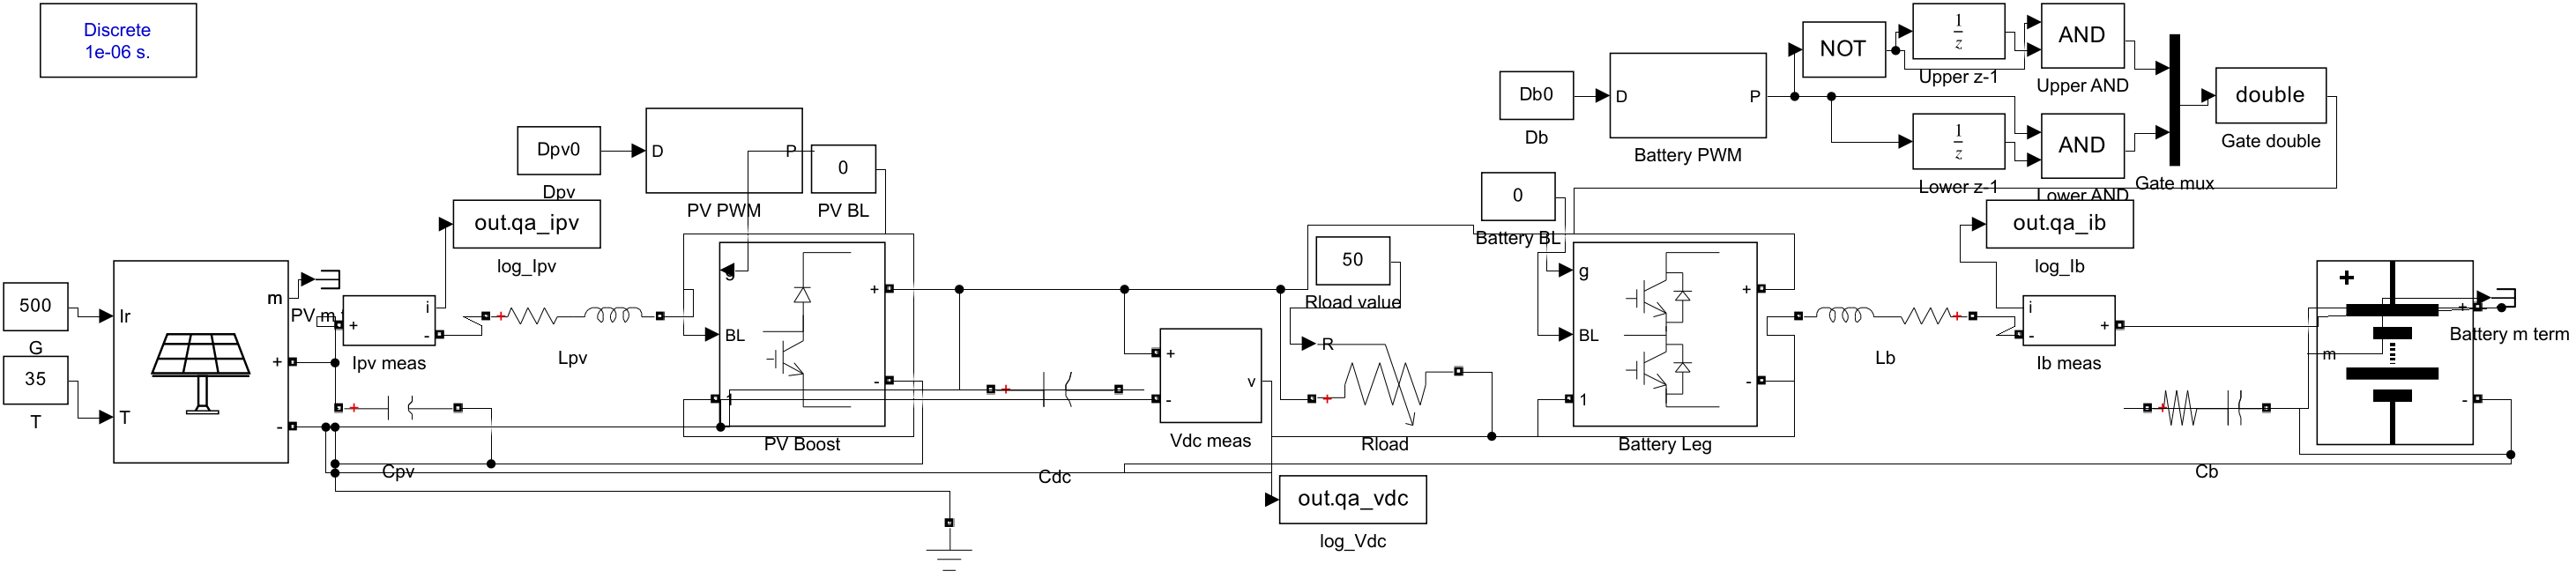 Discrete
1e-06 s.
500
G
35
T
Ir
T
m
+
-
PV m
+
i
-
Ipv meas
out.qa_ipv
log_Ipv
Dpv0
Dpv
D
P
PV PWM
0
PV BL
+
Lpv
g
BL
1
+
-
PV Boost
+
Cpv
+
Cdc
+
-
v
Vdc meas
out.qa_vdc
log_Vdc
50
Rload value
R
+
Rload
Db0
Db
D
P
Battery PWM
0
Battery BL
g
BL
1
+
-
Battery Leg
NOT
1
z
Upper z-1
AND
Upper AND
1
z
Lower z-1
AND
Lower AND
Gate mux
double
Gate double
out.qa_ib
log_Ib
+
Lb
i
-
+
Ib meas
+
Cb
+
m
+
-
Battery m term